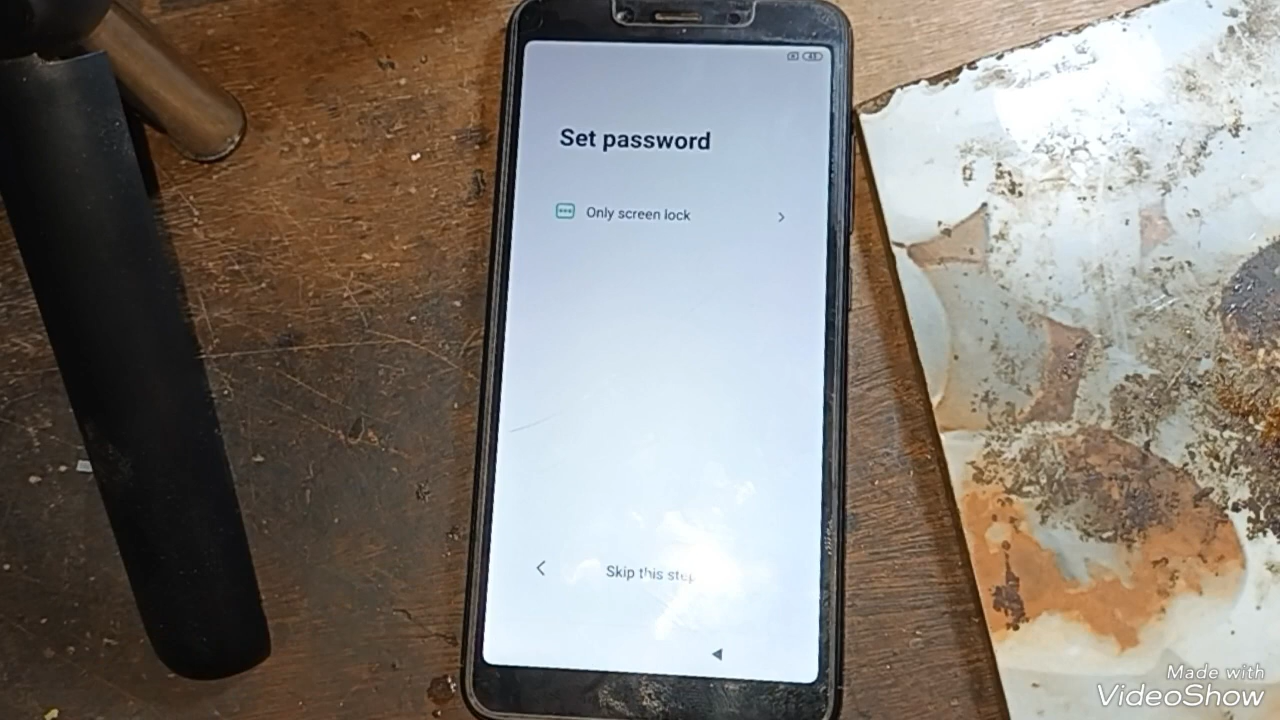 Set password
Only screen lock
Skip this step
Made with
VideoShow